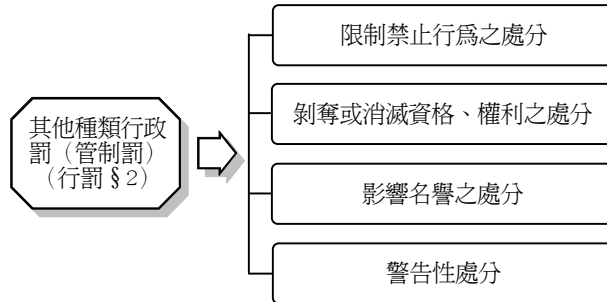 其他種類行政
罰（管制罰）
（行罰§2）
限制禁止行為之處分
剝奪或消滅資格、權利之處分
影響名譽之處分
警告性處分